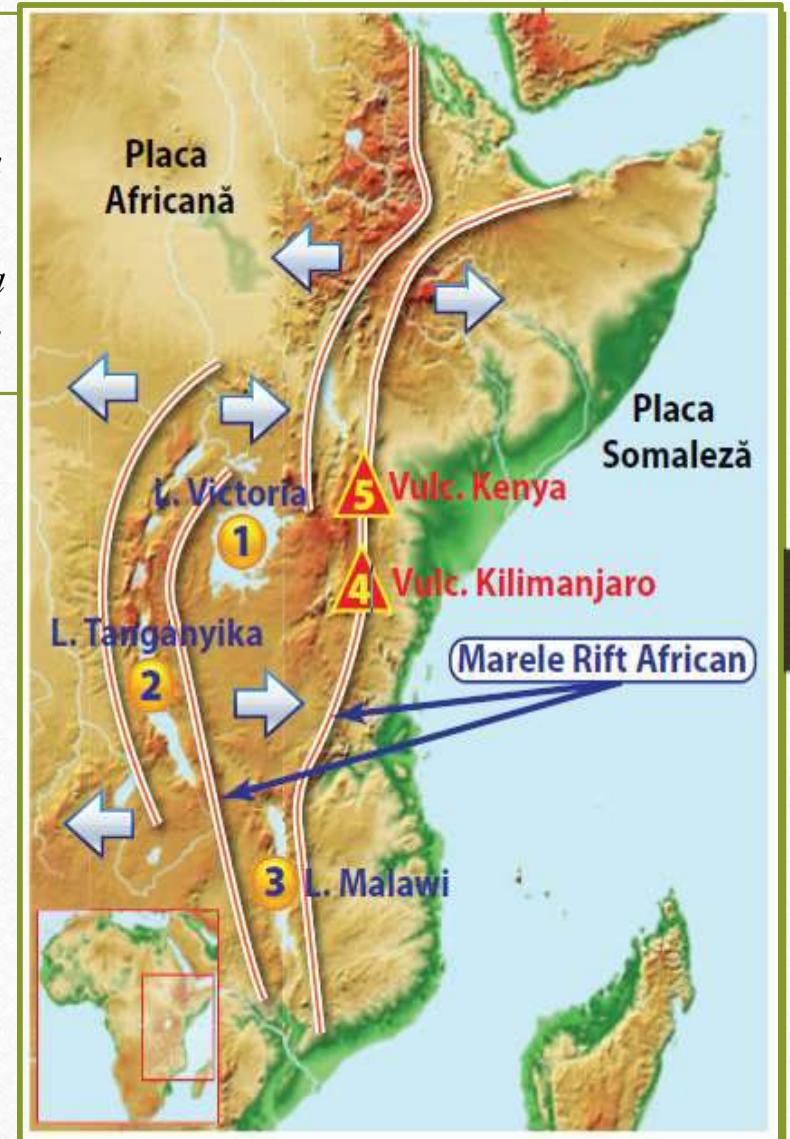 Placa
Africană
Placa
Somaleză
5 Vulc. Kenya
L. Victoria
1
4 Vulc. Kilimanjaro
L. Tanganyika
2
Marele Rift African
3 L. Malawi